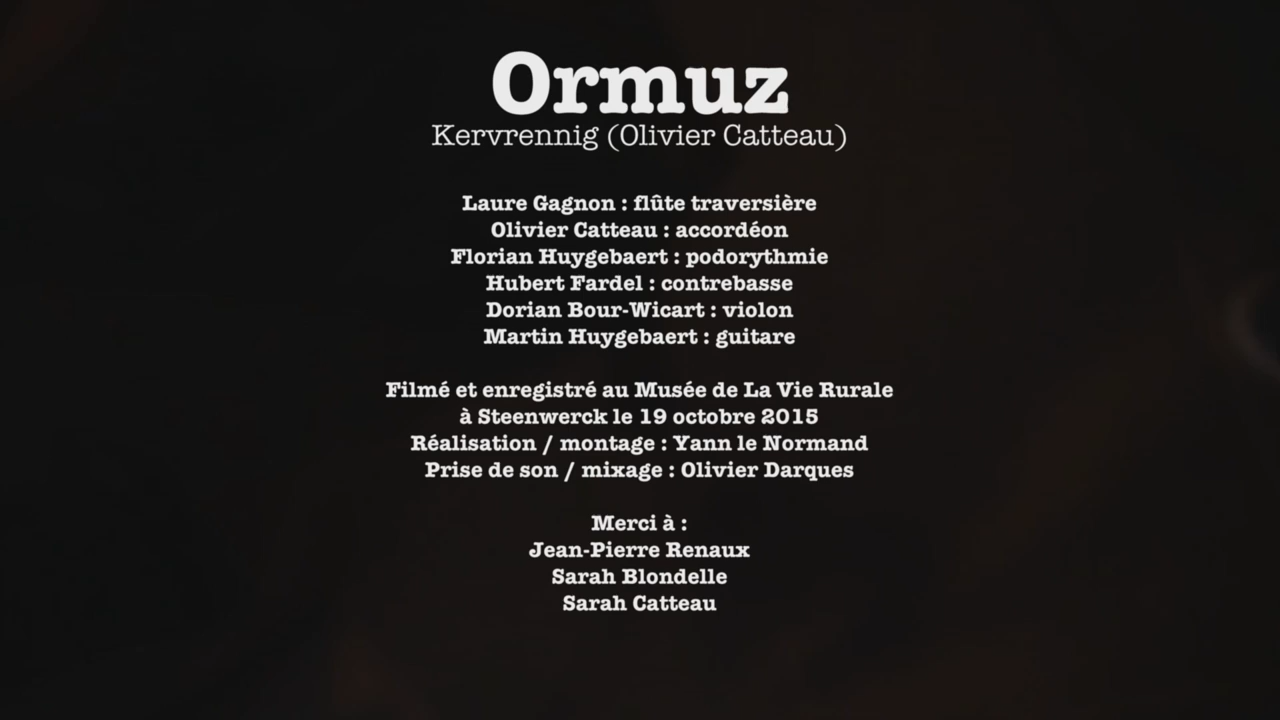 Ormuz
Kervrennig (Olivier Catteau)
Laure Gagnon : flûte traversière
Olivier Catteau : accordéon
Florian Huygebaert : podorythmie
Hubert Fardel : contrebasse
Dorian Bour-Wicart : violon
Martin Huygebaert : guitare
Filmé et enregistré au Musée de La Vie Rurale
à Steenwerck le 19 octobre 2015
Réalisation / montage : Yann le Normand
Prise de son / mixage : Olivier Darques
Merci à :
Jean-Pierre Renaux
Sarah Blondelle
Sarah Catteau